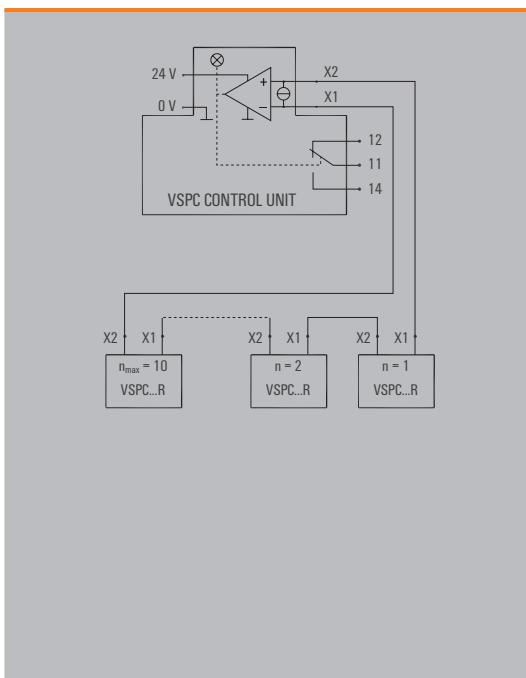 X2
24 V
X1
0 V
12
11
14
VSPC CONTROL UNIT
X2 X1 X2 X1 X2 X1
nmax = 10 n = 2 n = 1
VSPC...R VSPC...R VSPC...R